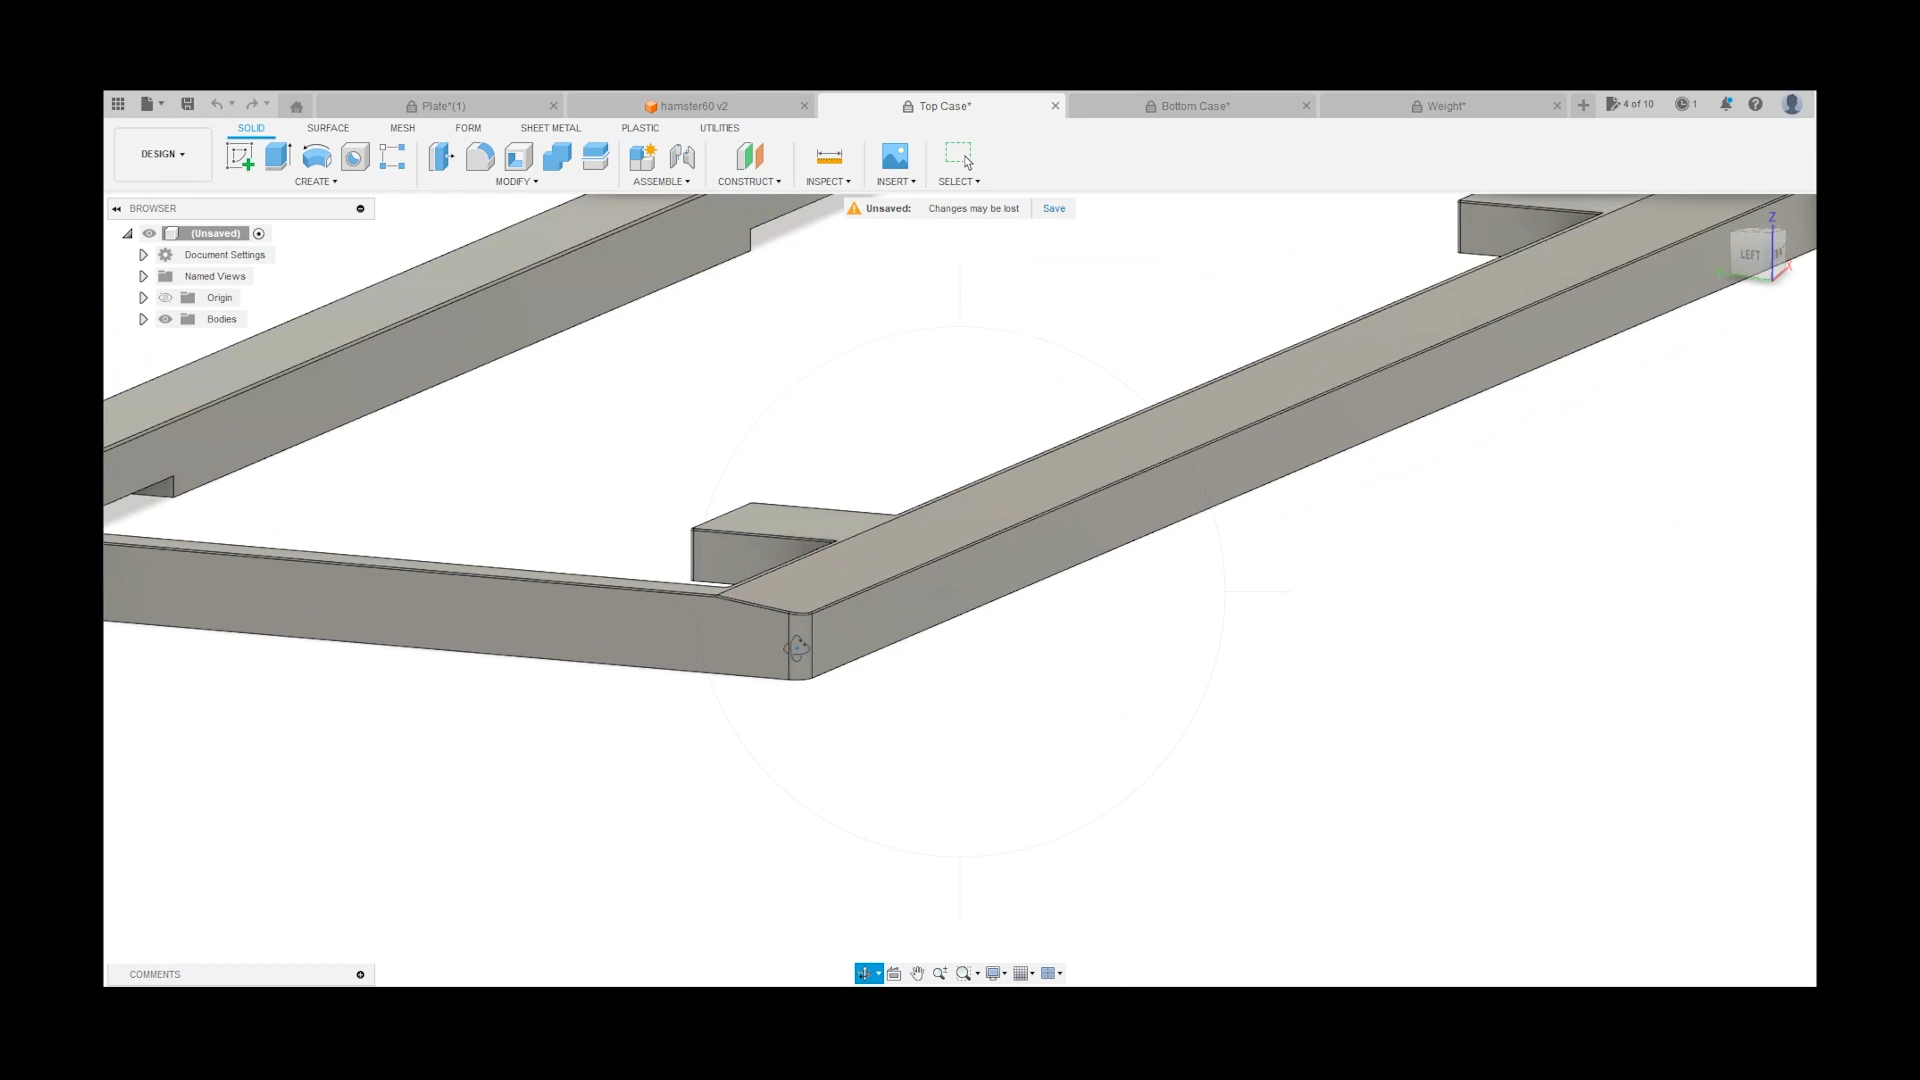 Plate*(1)
hamster60 v2
Top Case*
Bottom Case*
Weight*
4 of 10
1
DESIGN
SOLID
SURFACE
MESH
FORM
SHEET METAL
PLASTIC
UTILITIES
CREATE
MODIFY
ASSEMBLE
CONSTRUCT
INSPECT
INSERT
SELECT
BROWSER
Unsaved:
Changes may be lost
Save
(Unsaved)
Document Settings
Named Views
Origin
Bodies
Z
LEFT
COMMENTS